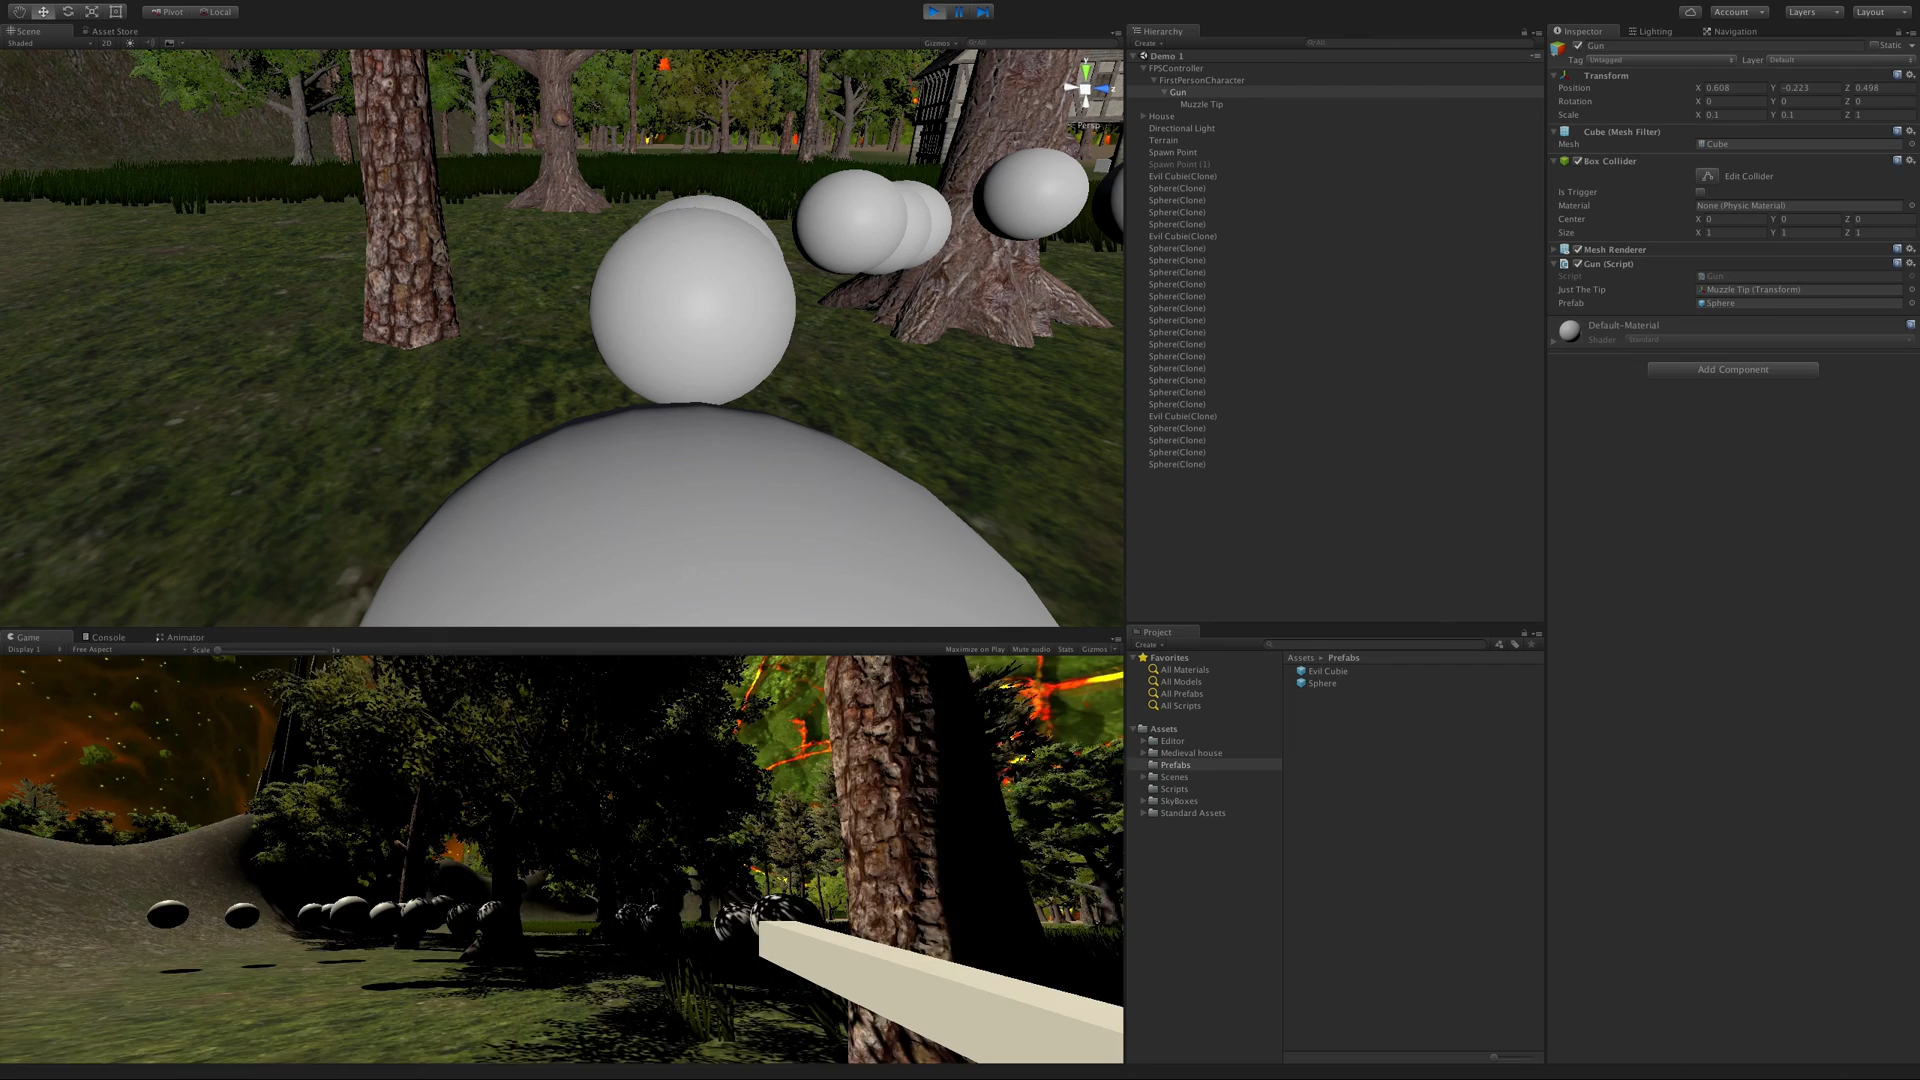 Pivot
Local
Account
Layers
Layout
Scene
Asset Store
Shaded
2D
Gizmos
All
Persp
Hierarchy
Create
All
Demo 1
FPSController
FirstPersonCharacter
Gun
Muzzle Tip
House
Directional Light
Terrain
Spawn Point
Spawn Point (1)
Evil Cubie(Clone)
Sphere(Clone)
Sphere(Clone)
Sphere(Clone)
Sphere(Clone)
Evil Cubie(Clone)
Sphere(Clone)
Sphere(Clone)
Sphere(Clone)
Sphere(Clone)
Sphere(Clone)
Sphere(Clone)
Sphere(Clone)
Sphere(Clone)
Sphere(Clone)
Sphere(Clone)
Sphere(Clone)
Sphere(Clone)
Sphere(Clone)
Sphere(Clone)
Evil Cubie(Clone)
Sphere(Clone)
Sphere(Clone)
Sphere(Clone)
Sphere(Clone)
Inspector
Lighting
Navigation
Gun
Static
Tag Untagged Layer Default
Transform
Position X 0.608 Y -0.223 Z 0.498
Rotation X 0 Y 0 Z 0
Scale X 0.1 Y 0.1 Z 1
Cube (Mesh Filter)
Mesh Cube
Box Collider
Edit Collider
Is Trigger
Material None (Physic Material)
Center X 0 Y 0 Z 0
Size X 1 Y 1 Z 1
Mesh Renderer
Gun (Script)
Script Gun
Just The Tip Muzzle Tip (Transform)
Prefab Sphere
Default-Material
Shader Standard
Add Component
Game
Console
Animator
Display 1
Free Aspect
Scale 1x
Maximize on Play
Mute audio
Stats
Gizmos
Project
Create
Favorites
All Materials
All Models
All Prefabs
All Scripts
Assets
Editor
Medieval house
Prefabs
Scenes
Scripts
SkyBoxes
Standard Assets
Assets ▸ Prefabs
Evil Cubie
Sphere